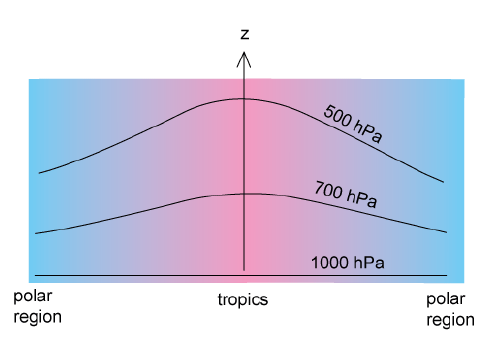 z
500 hPa
700 hPa
1000 hPa
polar
region
tropics
polar
region